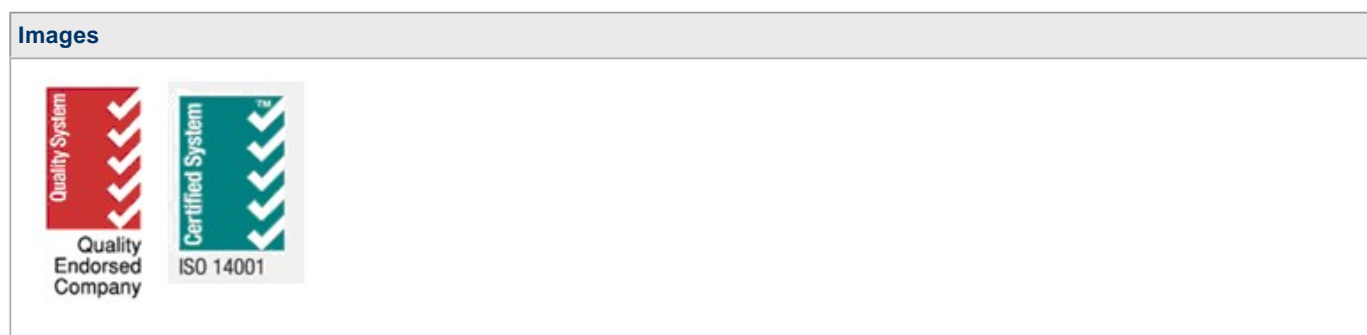 Images
Quality System
Quality
Endorsed
Company
Certified System
TM
ISO 14001